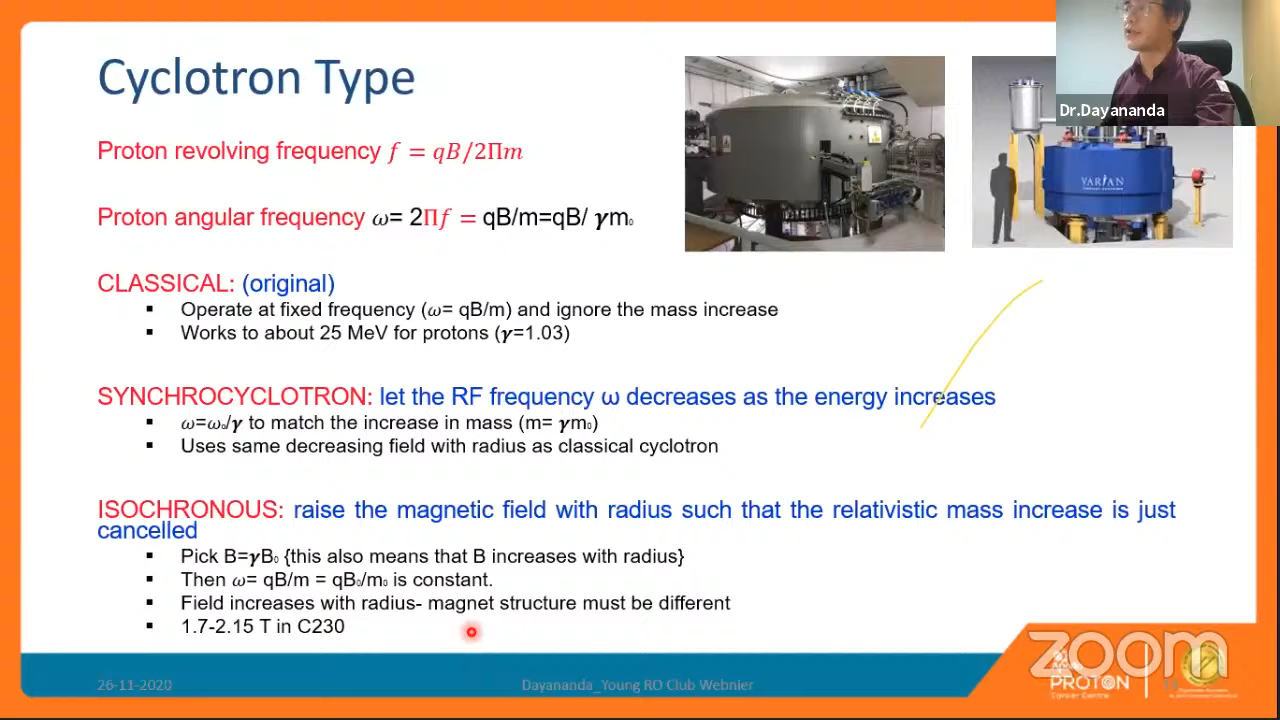 Cyclotron Type
Dr.Dayananda
Proton revolving frequency f = qB/2Πm
VARIAN
Proton angular frequency ω= 2Πf = qB/m=qB/ γm₀
CLASSICAL: (original)
▪ Operate at fixed frequency (ω= qB/m) and ignore the mass increase
▪ Works to about 25 MeV for protons (γ=1.03)
SYNCHROCYCLOTRON: let the RF frequency ω decreases as the energy increases
▪ ω=ω₀/γ to match the increase in mass (m= γm₀)
▪ Uses same decreasing field with radius as classical cyclotron
ISOCHRONOUS: raise the magnetic field with radius such that the relativistic mass increase is just
cancelled
▪ Pick B=γB₀ {this also means that B increases with radius}
▪ Then ω= qB/m = qB₀/m₀ is constant.
▪ Field increases with radius- magnet structure must be different
▪ 1.7-2.15 T in C230
zoom
26-11-2020
Dayananda_Young RO Club Webnier
PROTON